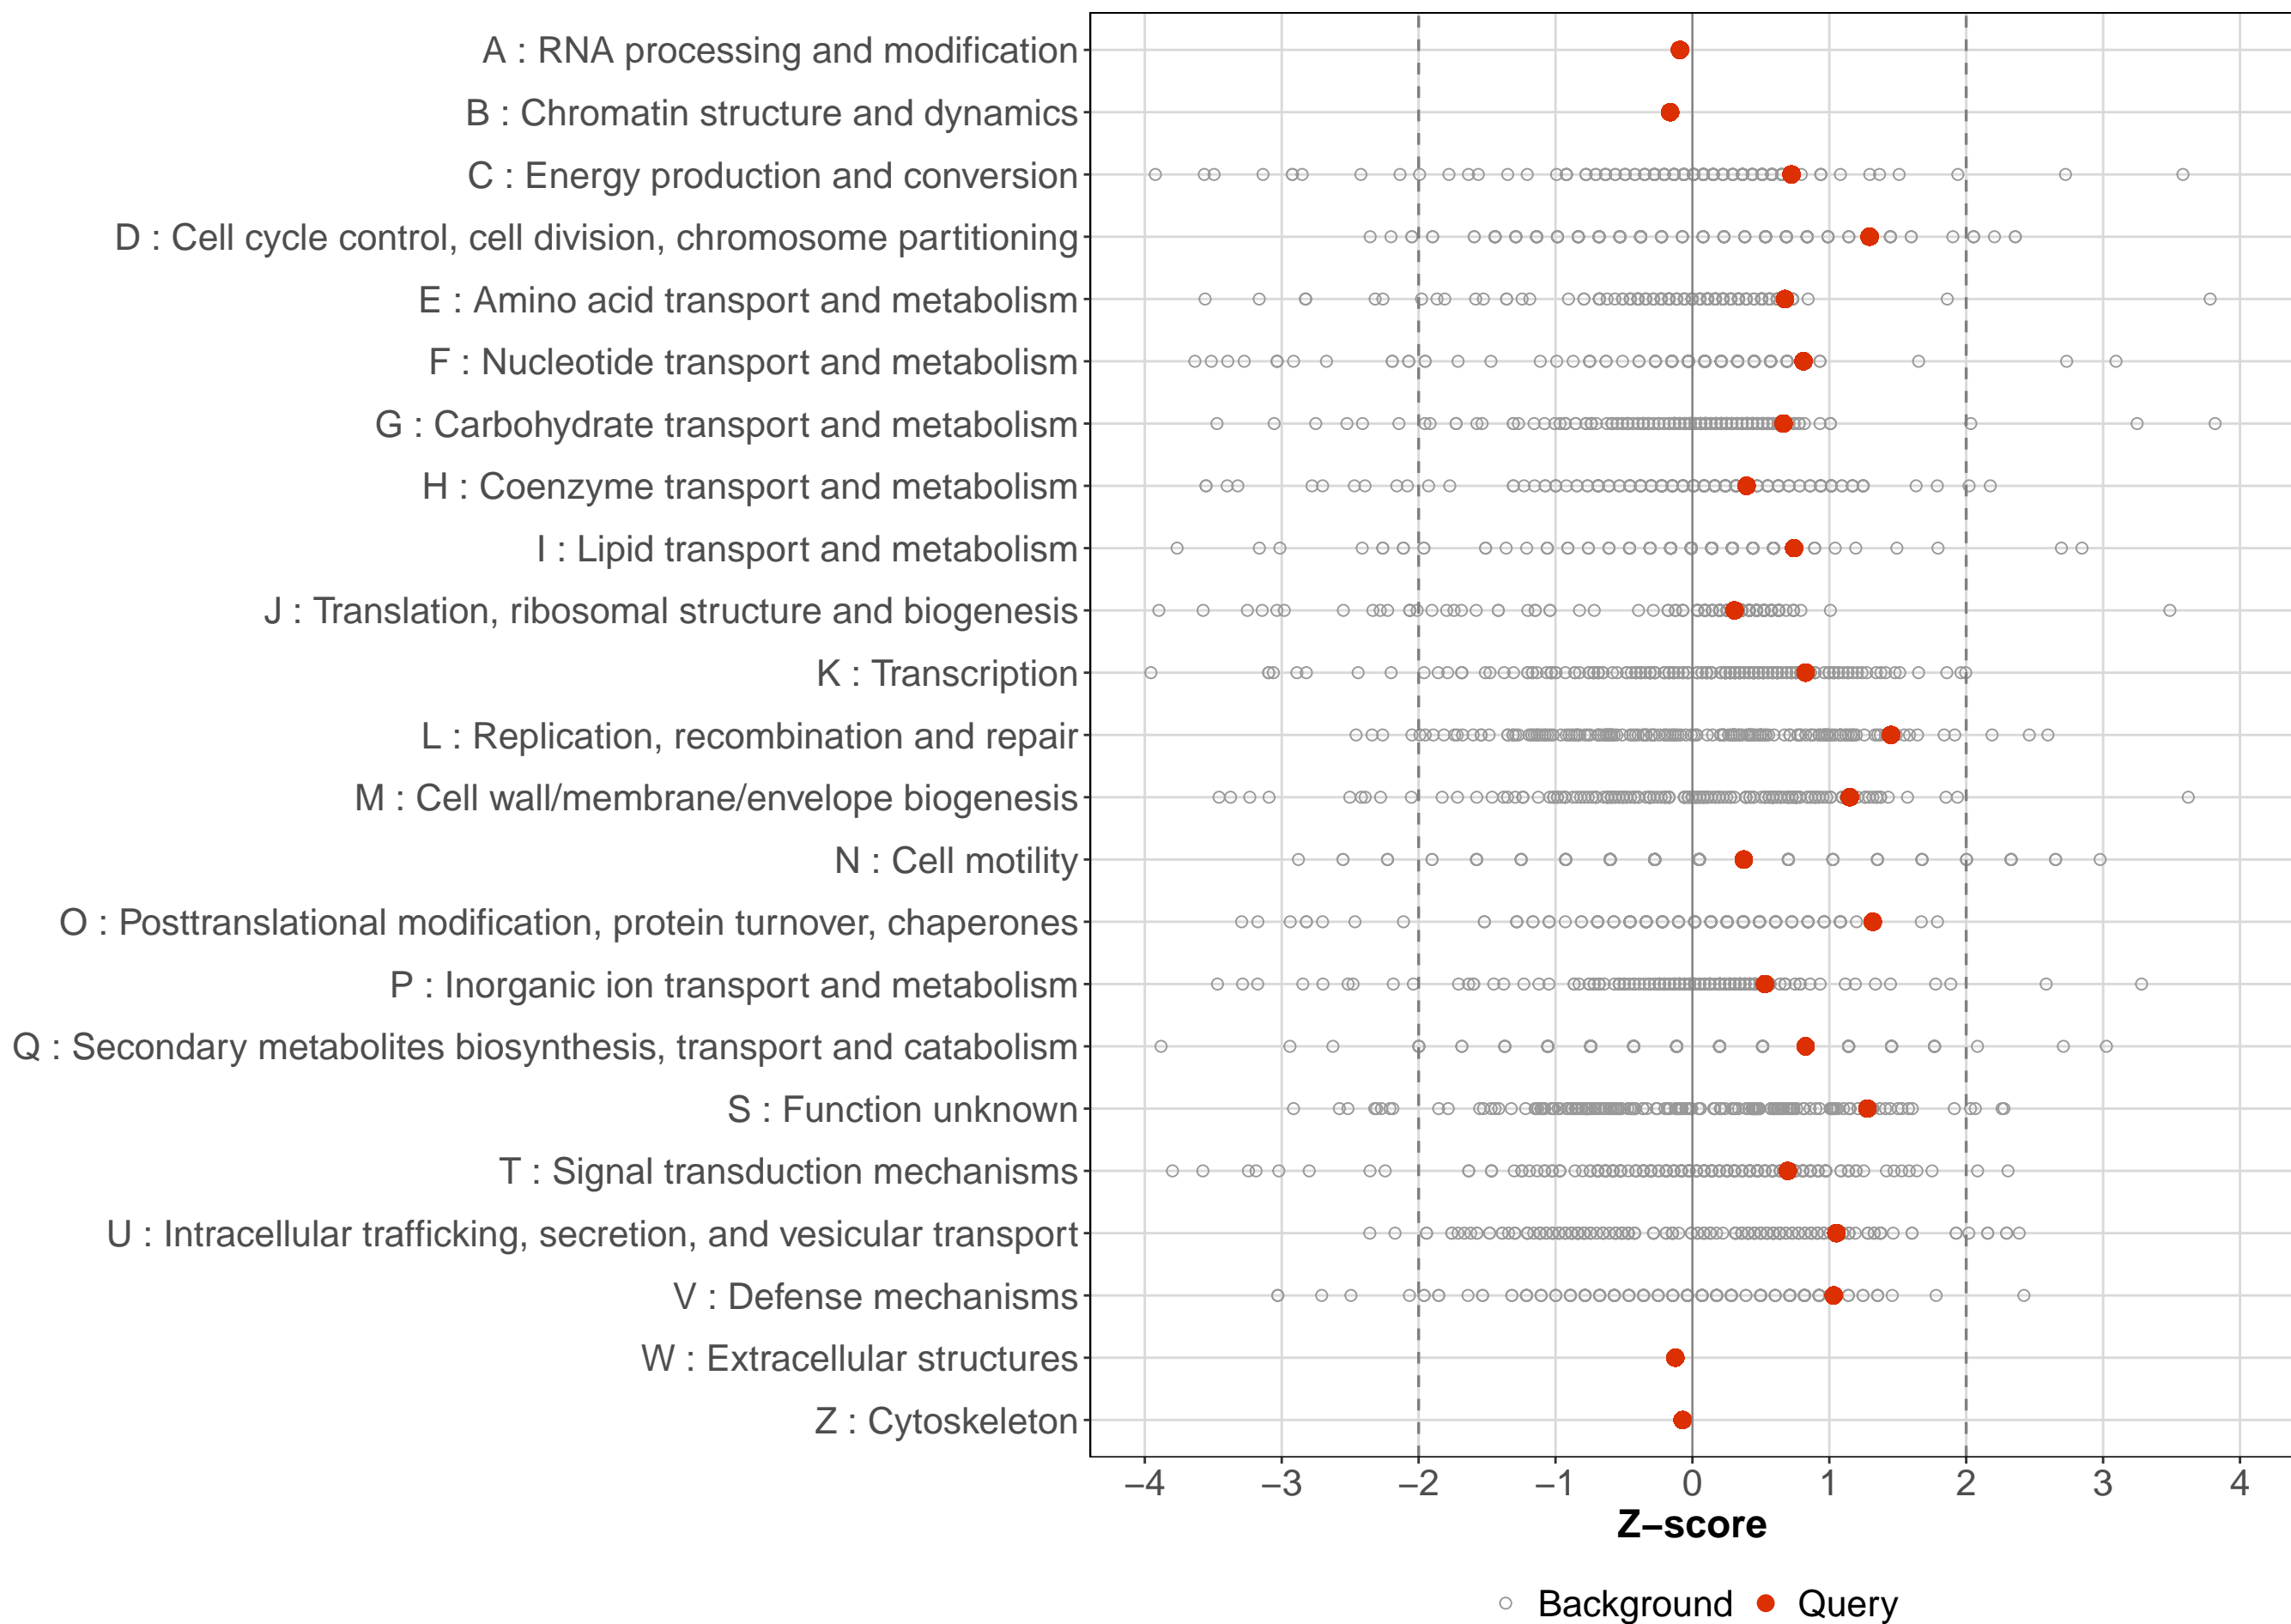 A : RNA processing and modification
B : Chromatin structure and dynamics
C : Energy production and conversion
D : Cell cycle control, cell division, chromosome partitioning
E : Amino acid transport and metabolism
F : Nucleotide transport and metabolism
G : Carbohydrate transport and metabolism
H : Coenzyme transport and metabolism
I : Lipid transport and metabolism
J : Translation, ribosomal structure and biogenesis
K : Transcription
L : Replication, recombination and repair
M : Cell wall/membrane/envelope biogenesis
N : Cell motility
O : Posttranslational modification, protein turnover, chaperones
P : Inorganic ion transport and metabolism
Q : Secondary metabolites biosynthesis, transport and catabolism
S : Function unknown
T : Signal transduction mechanisms
U : Intracellular trafficking, secretion, and vesicular transport
V : Defense mechanisms
W : Extracellular structures
Z : Cytoskeleton
−4 −3 −2 −1 0 1 2 3 4
Z−score
Background Query